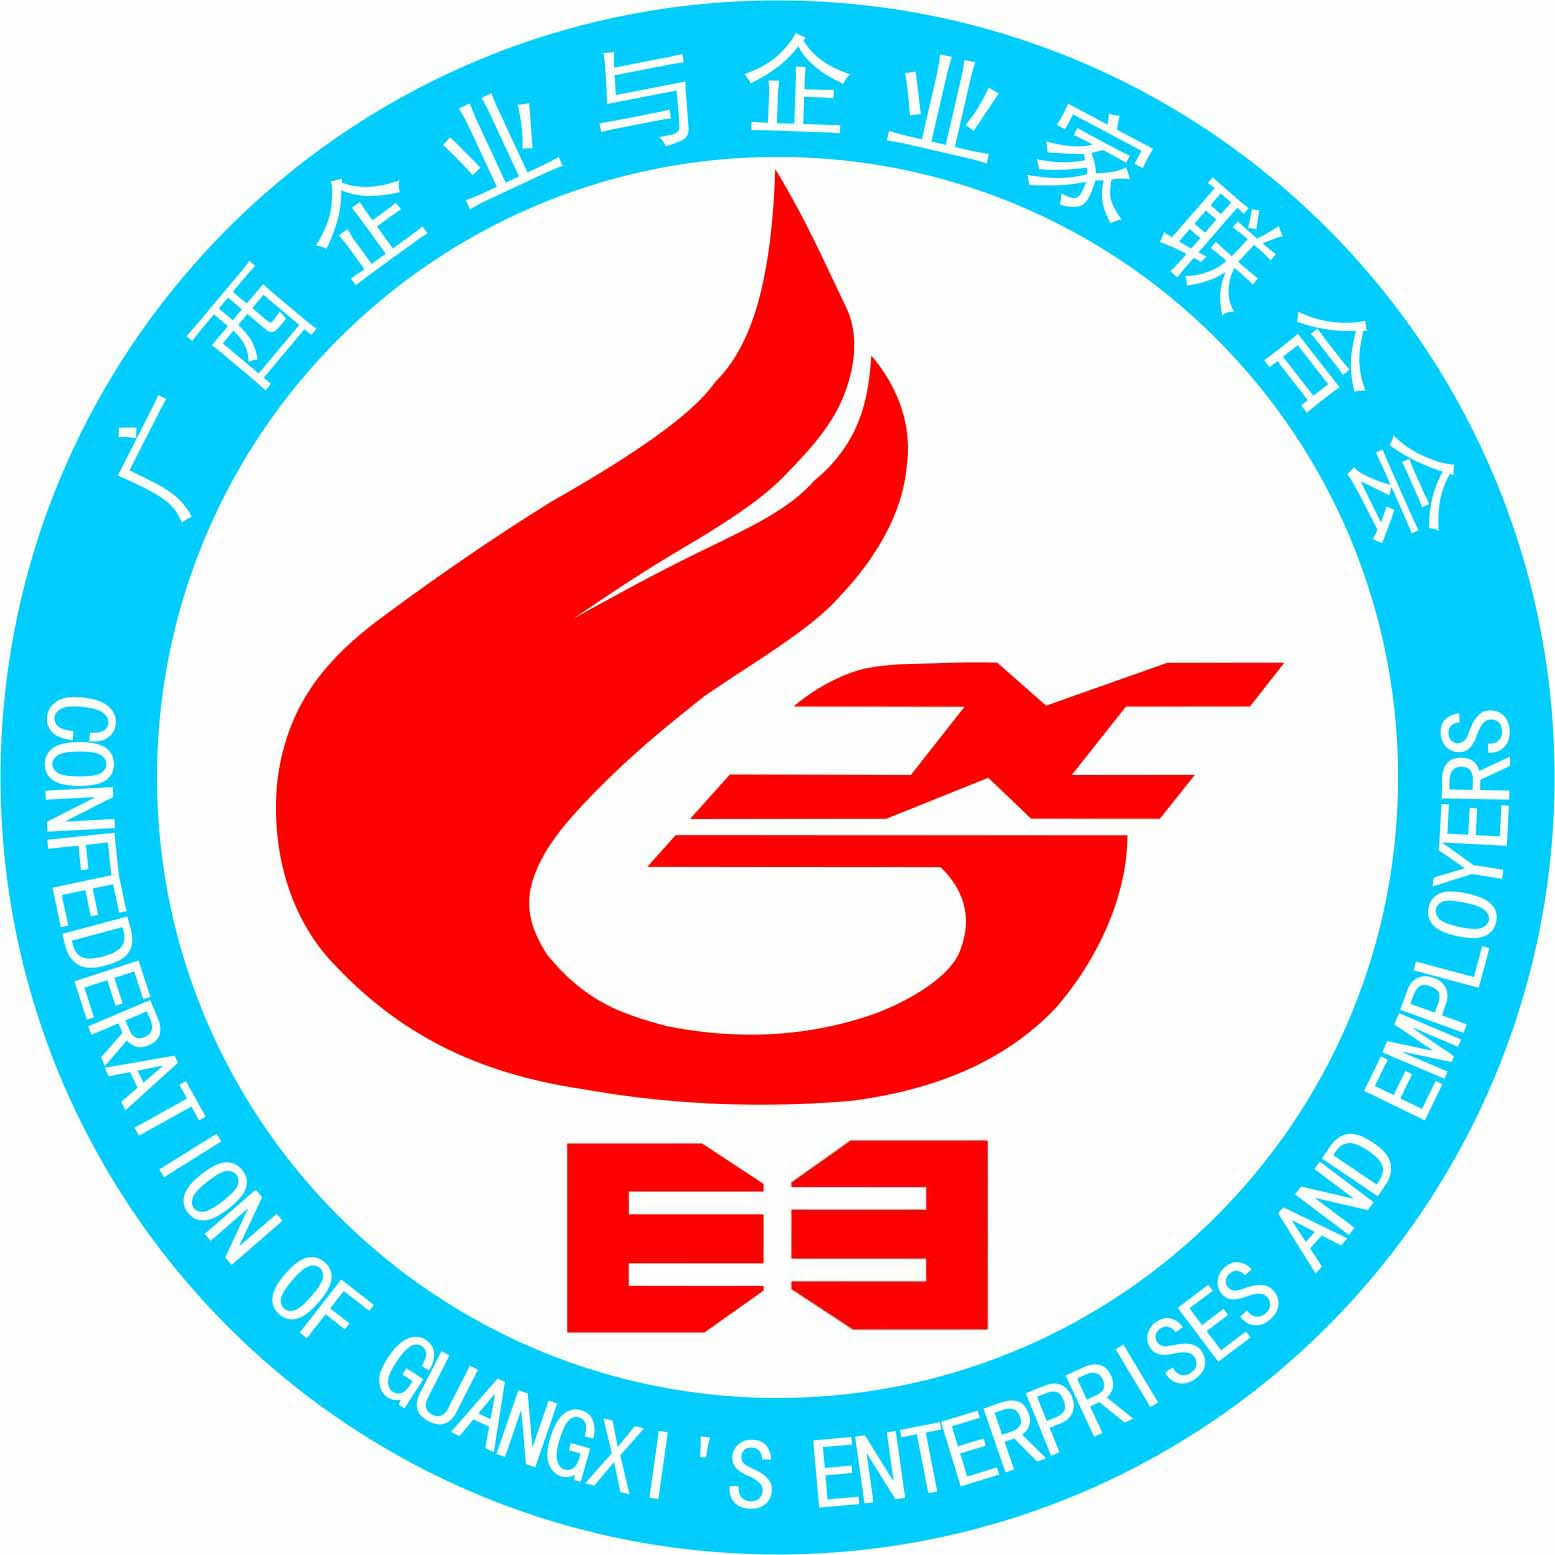 广西企业与企业家联合会
CONFEDERATION OF GUANGXI'S ENTERPRISES AND EMPLOYERS